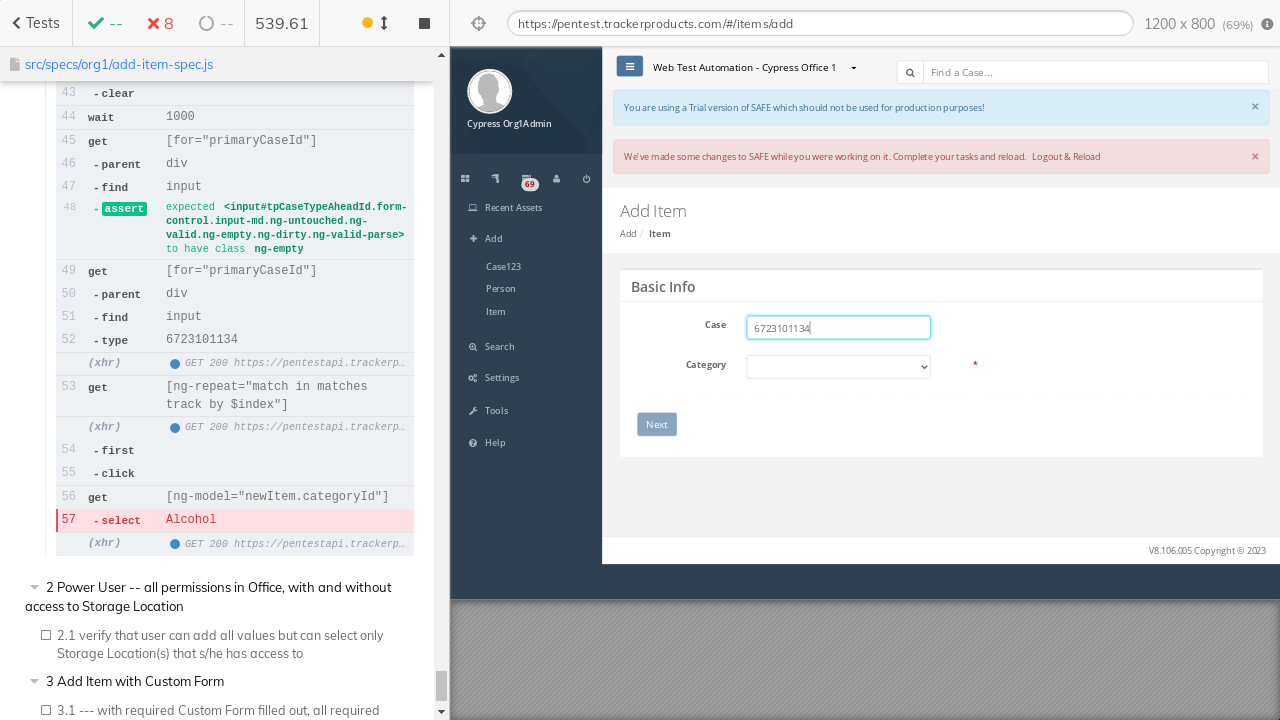 Tests
--
8
--
539.61
https://pentest.trackerproducts.com/#/items/add
1200 x 800 (69%)
src/specs/org1/add-item-spec.js
43 - clear
44 wait 1000
45 get [for="primaryCaseId"]
46 - parent div
47 - find input
48 - assert expected <input#tpCaseTypeAheadId.form-
control.input-md.ng-untouched.ng-
valid.ng-empty.ng-dirty.ng-valid-parse>
to have class ng-empty
49 get [for="primaryCaseId"]
50 - parent div
51 - find input
52 - type 6723101134
(xhr) GET 200 https://pentestapi.trackerp…
53 get [ng-repeat="match in matches
track by $index"]
(xhr) GET 200 https://pentestapi.trackerp…
54 - first
55 - click
56 get [ng-model="newItem.categoryId"]
57 - select Alcohol
(xhr) GET 200 https://pentestapi.trackerp…
2 Power User -- all permissions in Office, with and without
access to Storage Location
2.1 verify that user can add all values but can select only
Storage Location(s) that s/he has access to
3 Add Item with Custom Form
3.1 --- with required Custom Form filled out, all required
Cypress Org1Admin
69
Recent Assets
Add
Case123
Person
Item
Search
Settings
Tools
Help
Web Test Automation - Cypress Office 1
Find a Case...
You are using a Trial version of SAFE which should not be used for production purposes! ×
We've made some changes to SAFE while you were working on it. Complete your tasks and reload. Logout & Reload ×
Add Item
Add / Item
Basic Info
Case 6723101134
Category *
Next
V8.106.005 Copyright © 2023